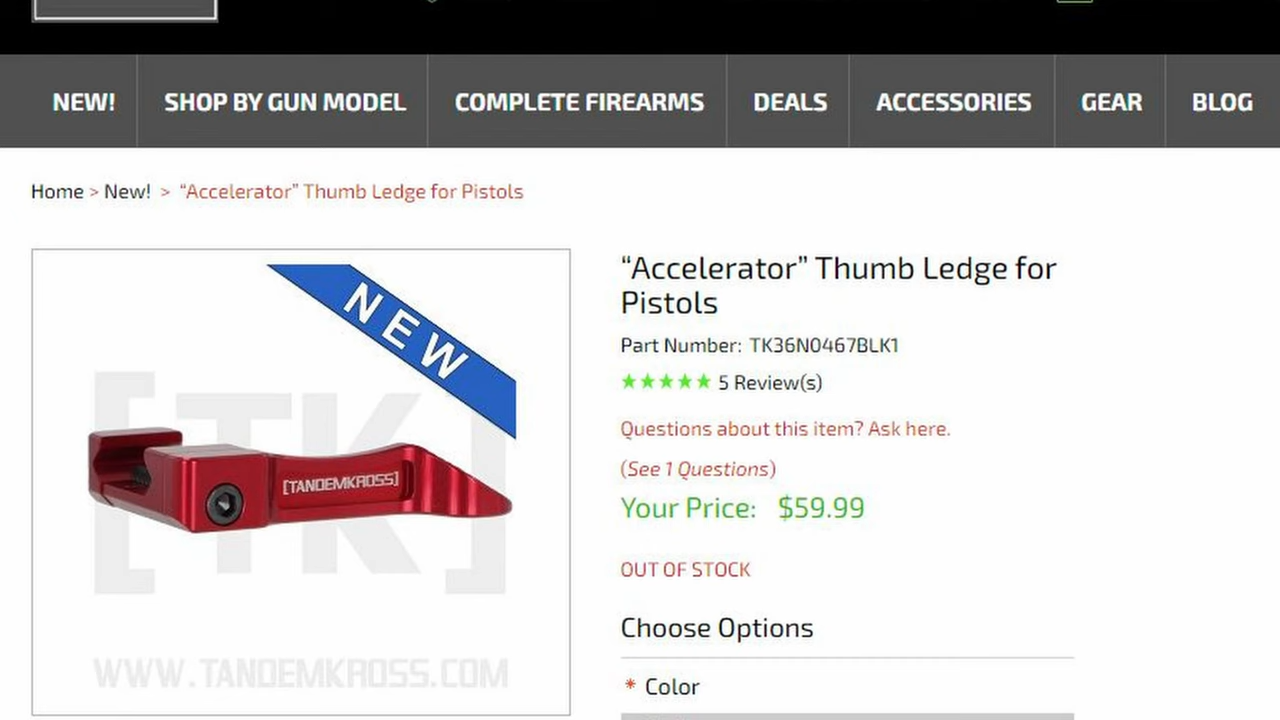 NEW! SHOP BY GUN MODEL COMPLETE FIREARMS DEALS ACCESSORIES GEAR BLOG
Home > New! > “Accelerator” Thumb Ledge for Pistols
NEW
[TK]
[TANDEMKROSS]
WWW.TANDEMKROSS.COM
“Accelerator” Thumb Ledge for
Pistols
Part Number: TK36N0467BLK1
★★★★★ 5 Review(s)
Questions about this item? Ask here.
(See 1 Questions)
Your Price: $59.99
OUT OF STOCK
Choose Options
* Color